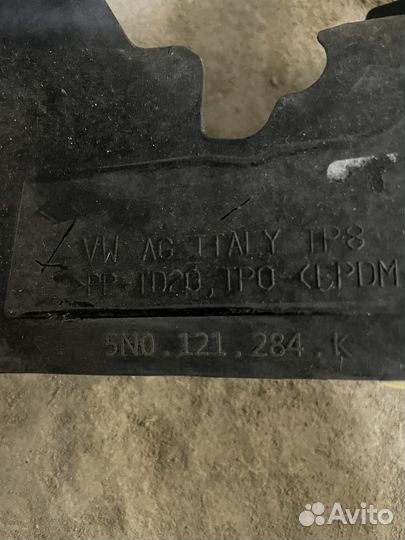 VW AG ITALY TP8
>PP-TD20,TPO <EPDM
5N0.121.284.K
Avito